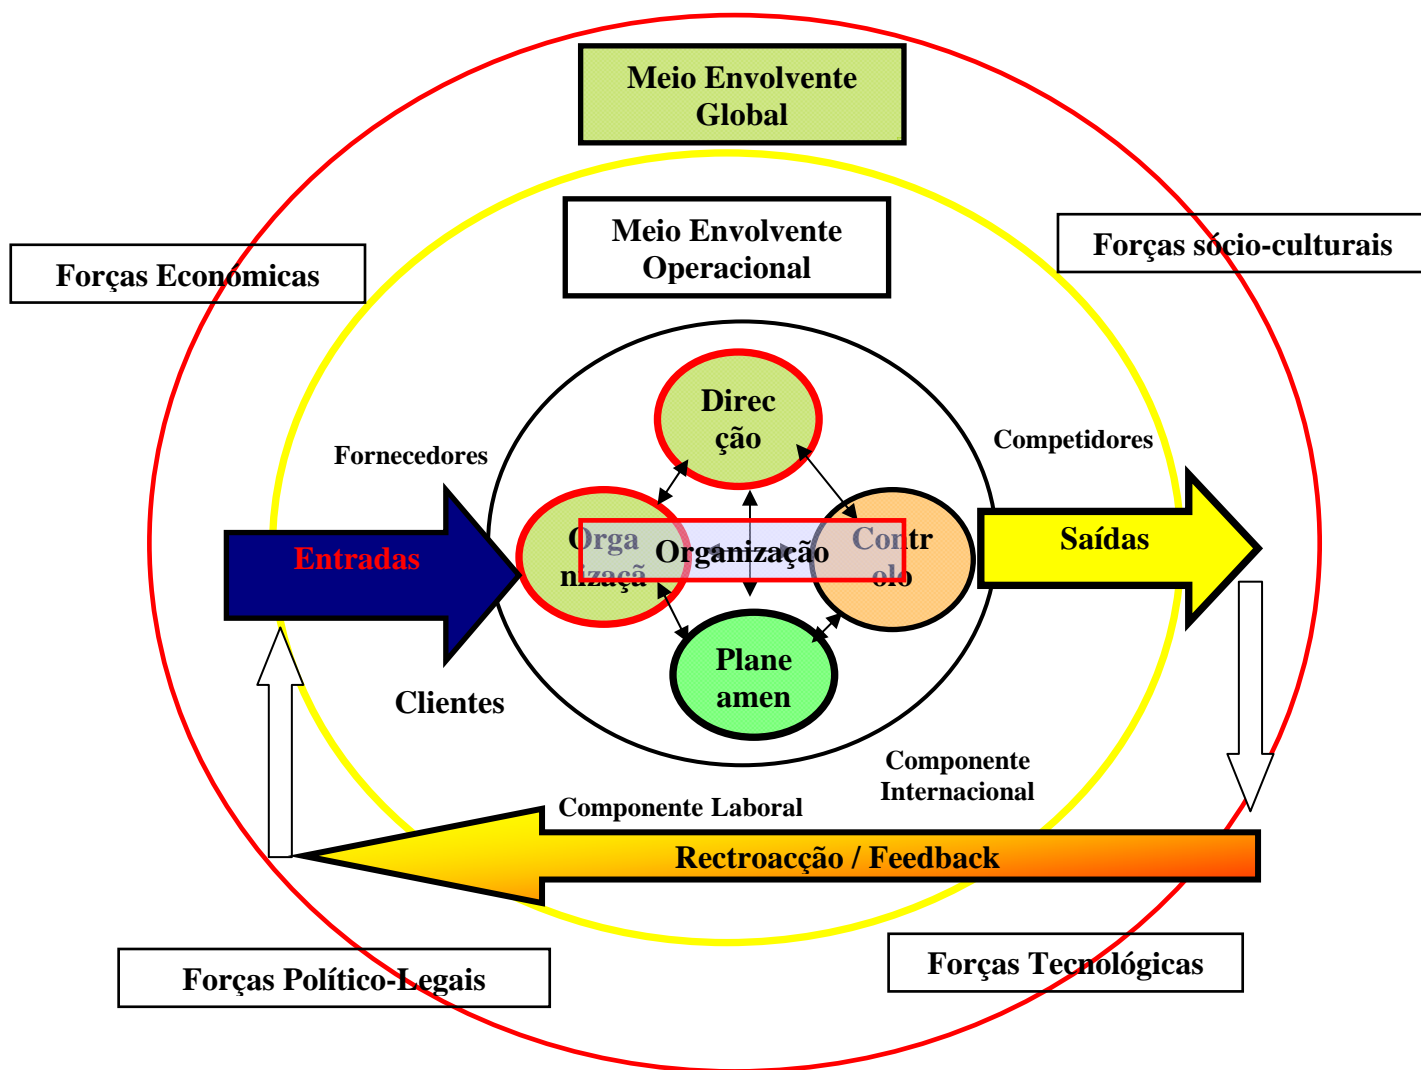 Meio Envolvente
Global
Meio Envolvente
Operacional
Forças Económicas
Forças sócio-culturais
Direc
ção
Fornecedores
Competidores
Entradas
Orga
nizaçã
Organização
Contr
olo
Saídas
Plane
amen
Clientes
Componente
Internacional
Componente Laboral
Rectroacção / Feedback
Forças Político-Legais
Forças Tecnológicas